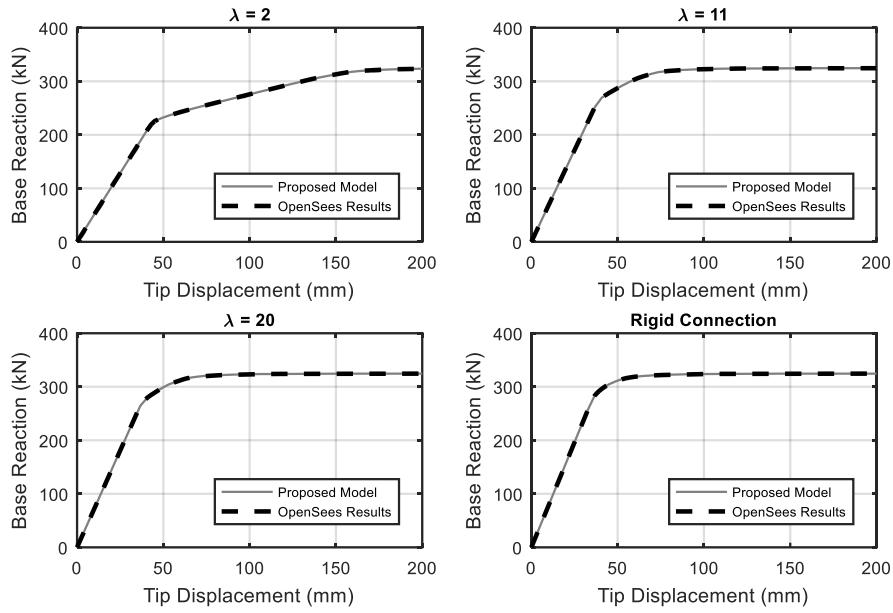 λ = 2
400
300
200
100
0
Base Reaction (kN)
Proposed Model
OpenSees Results
0 50 100 150 200
Tip Displacement (mm)
λ = 11
400
300
200
100
0
Base Reaction (kN)
Proposed Model
OpenSees Results
0 50 100 150 200
Tip Displacement (mm)
λ = 20
400
300
200
100
0
Base Reaction (kN)
Proposed Model
OpenSees Results
0 50 100 150 200
Tip Displacement (mm)
Rigid Connection
400
300
200
100
0
Base Reaction (kN)
Proposed Model
OpenSees Results
0 50 100 150 200
Tip Displacement (mm)